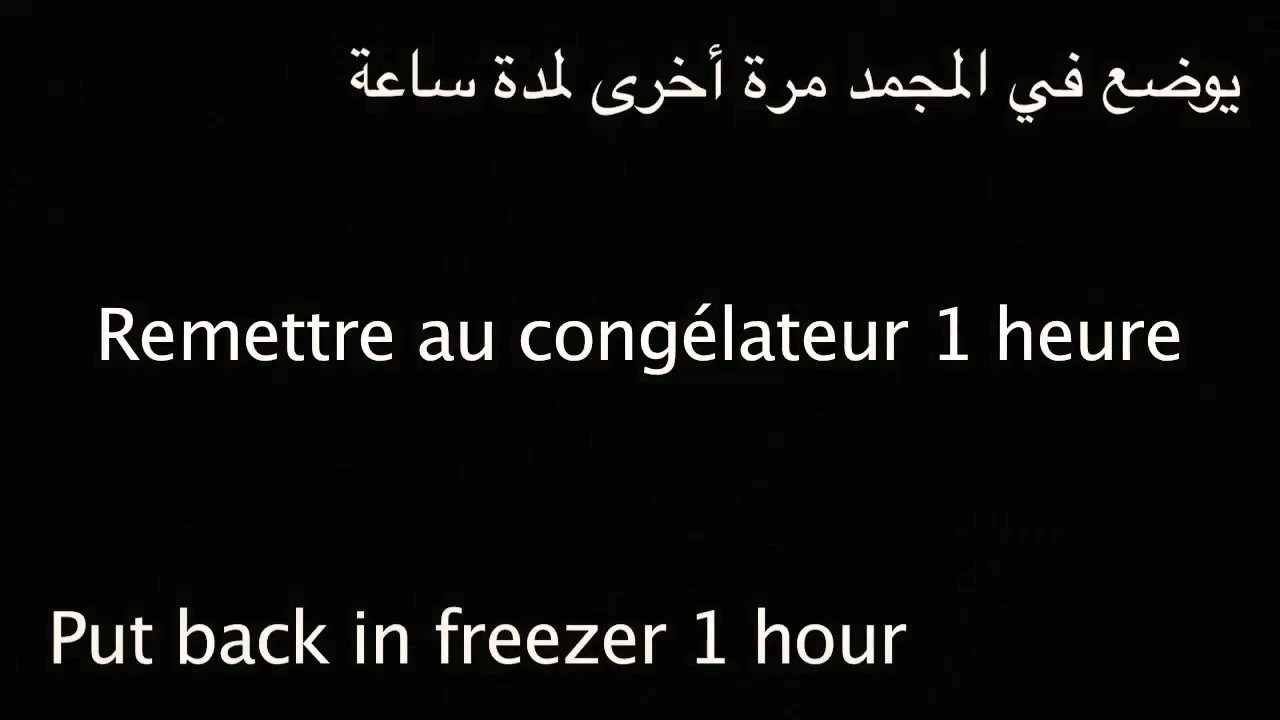 يوضع في المجمد مرة أخرى لمدة ساعة
Remettre au congélateur 1 heure
Put back in freezer 1 hour